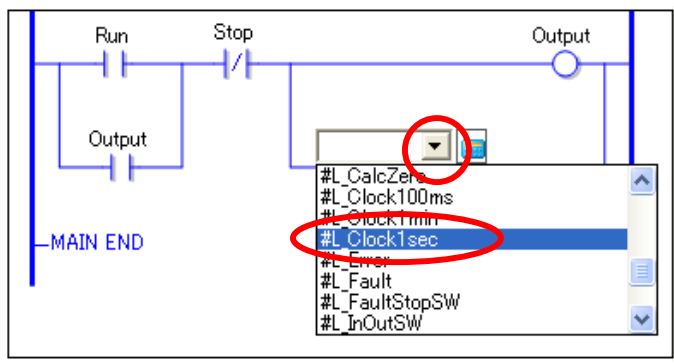 Run
Stop
Output
Output
#L_CalcZero
#L_Clock100ms
#L_Clock1min
#L_Clock1sec
#L_Error
#L_Fault
#L_FaultStopSW
#L_InOutSW
MAIN END